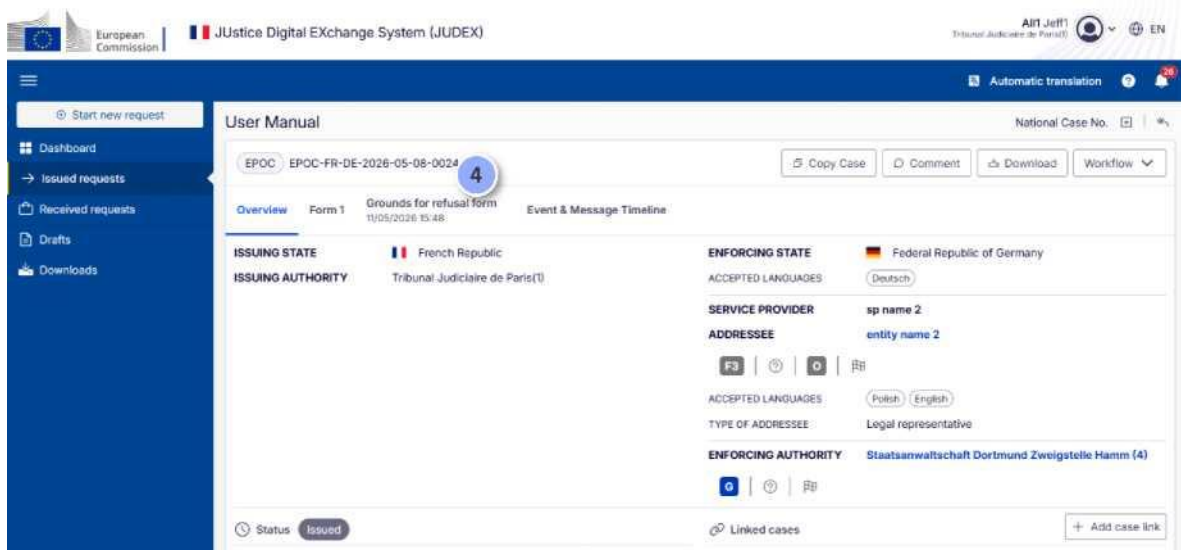 European Commission
JUstice Digital EXchange System (JUDEX)
Air1 Jeff1
Tribunal Judiciaire de Paris(1)
EN
Automatic translation
26
Start new request
Dashboard
Issued requests
Received requests
Drafts
Downloads
User Manual
National Case No.
EPOC EPOC-FR-DE-2026-05-08-0024
4
Copy Case
Comment
Download
Workflow
Overview
Form 1
Grounds for refusal form
11/05/2026 15:48
Event & Message Timeline
ISSUING STATE French Republic
ISSUING AUTHORITY Tribunal Judiciaire de Paris(1)
ENFORCING STATE Federal Republic of Germany
ACCEPTED LANGUAGES Deutsch
SERVICE PROVIDER sp name 2
ADDRESSEE entity name 2
F3 O
ACCEPTED LANGUAGES Polish English
TYPE OF ADDRESSEE Legal representative
ENFORCING AUTHORITY Staatsanwaltschaft Dortmund Zweigstelle Hamm (4)
G
Status Issued
Linked cases
+ Add case link